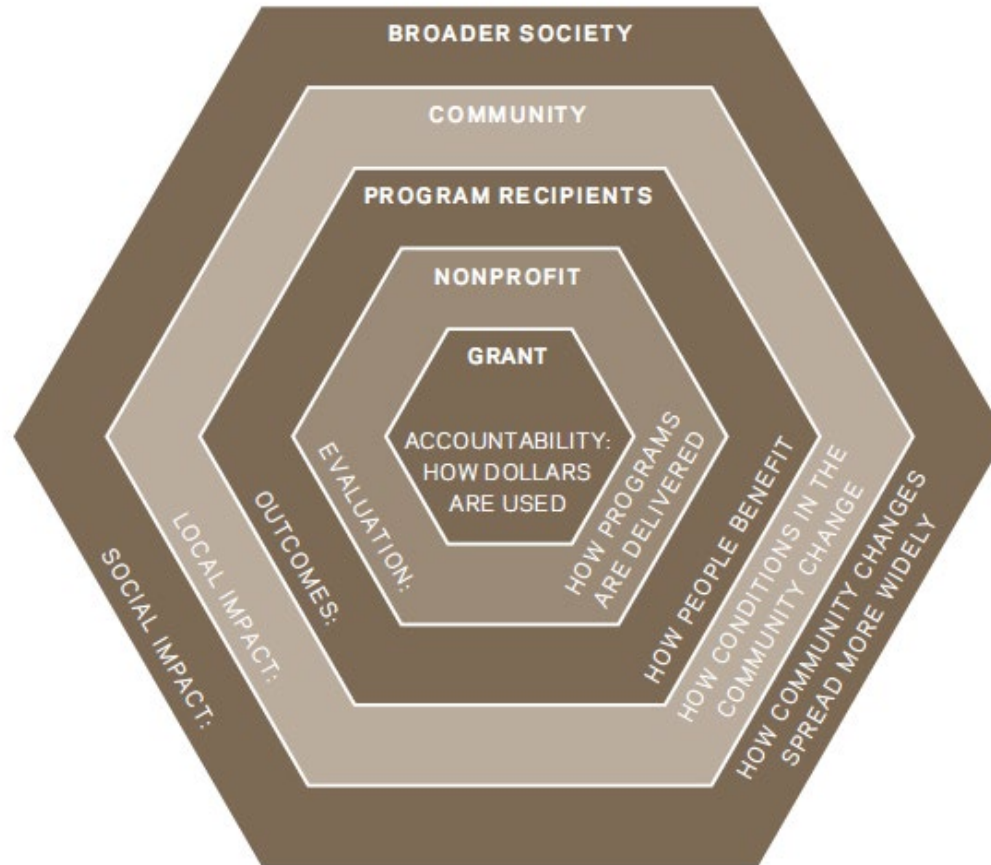 BROADER SOCIETY
COMMUNITY
PROGRAM RECIPIENTS
NONPROFIT
GRANT
ACCOUNTABILITY:
HOW DOLLARS
ARE USED
EVALUATION:
HOW PROGRAMS
ARE DELIVERED
OUTCOMES:
HOW PEOPLE BENEFIT
LOCAL IMPACT:
HOW CONDITIONS IN THE
COMMUNITY CHANGE
SOCIAL IMPACT:
HOW COMMUNITY CHANGES
SPREAD MORE WIDELY